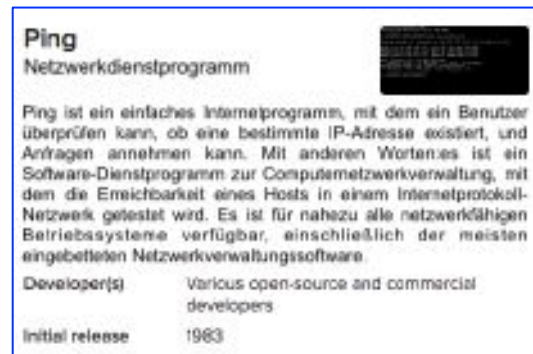 Ping
Netzwerkdienstprogramm
Ping ist ein einfaches Internetprogramm, mit dem ein Benutzer
überprüfen kann, ob eine bestimmte IP-Adresse existiert, und
Anfragen annehmen kann. Mit anderen Worten:es ist ein
Software-Dienstprogramm zur Computernetzwerkverwaltung, mit
dem die Erreichbarkeit eines Hosts in einem Internetprotokoll-
Netzwerk getestet wird. Es ist für nahezu alle netzwerkfähigen
Betriebssysteme verfügbar, einschließlich der meisten
eingebetteten Netzwerkverwaltungssoftware.
Developer(s) Various open-source and commercial
developers
Initial release 1983